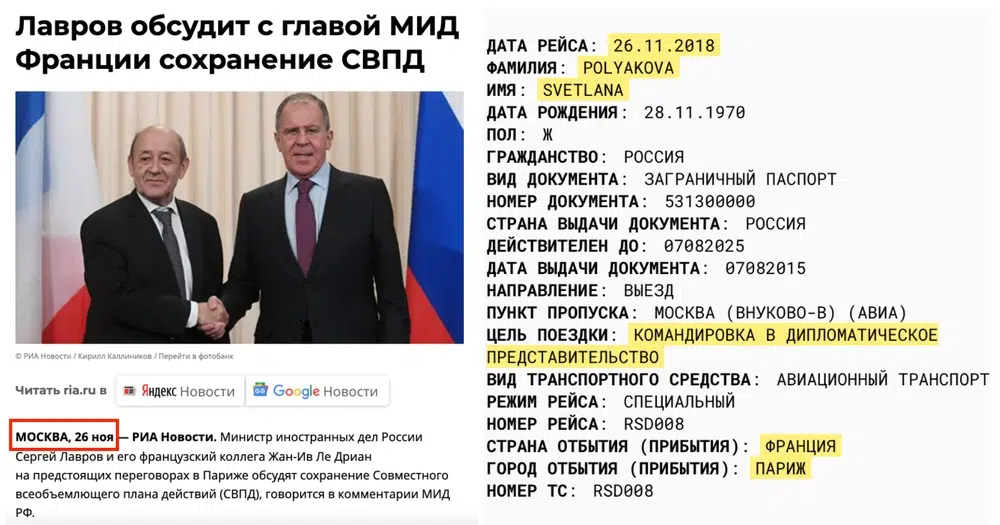 Лавров обсудит с главой МИД
Франции сохранение СВПД
© РИА Новости / Кирилл Каллиников / Перейти в фотобанк
Читать ria.ru в
Яндекс Новости
Google Новости
МОСКВА, 26 ноя — РИА Новости. Министр иностранных дел России
Сергей Лавров и его французский коллега Жан-Ив Ле Дриан
на предстоящих переговорах в Париже обсудят сохранение Совместного
всеобъемлющего плана действий (СВПД), говорится в комментарии МИД
РФ.
ДАТА РЕЙСА: 26.11.2018
ФАМИЛИЯ: POLYAKOVA
ИМЯ: SVETLANA
ДАТА РОЖДЕНИЯ: 28.11.1970
ПОЛ: Ж
ГРАЖДАНСТВО: РОССИЯ
ВИД ДОКУМЕНТА: ЗАГРАНИЧНЫЙ ПАСПОРТ
НОМЕР ДОКУМЕНТА: 531300000
СТРАНА ВЫДАЧИ ДОКУМЕНТА: РОССИЯ
ДЕЙСТВИТЕЛЕН ДО: 07082025
ДАТА ВЫДАЧИ ДОКУМЕНТА: 07082015
НАПРАВЛЕНИЕ: ВЫЕЗД
ПУНКТ ПРОПУСКА: МОСКВА (ВНУКОВО-В) (АВИА)
ЦЕЛЬ ПОЕЗДКИ: КОМАНДИРОВКА В ДИПЛОМАТИЧЕСКОЕ
ПРЕДСТАВИТЕЛЬСТВО
ВИД ТРАНСПОРТНОГО СРЕДСТВА: АВИАЦИОННЫЙ ТРАНСПОРТ
РЕЖИМ РЕЙСА: СПЕЦИАЛЬНЫЙ
НОМЕР РЕЙСА: RSD008
СТРАНА ОТБЫТИЯ (ПРИБЫТИЯ): ФРАНЦИЯ
ГОРОД ОТБЫТИЯ (ПРИБЫТИЯ): ПАРИЖ
НОМЕР ТС: RSD008